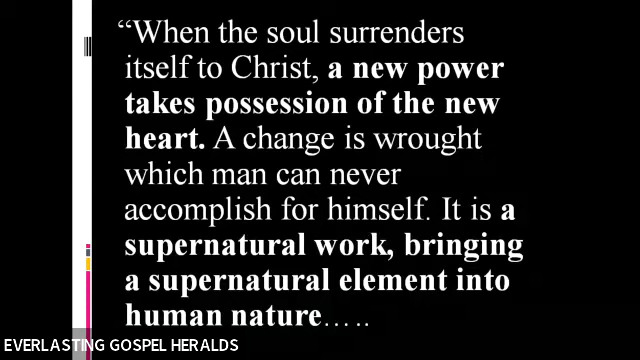 “When the soul surrenders
itself to Christ, a new power
takes possession of the new
heart. A change is wrought
which man can never
accomplish for himself. It is a
supernatural work, bringing
a supernatural element into
human nature…..
EVERLASTING GOSPEL HERALDS